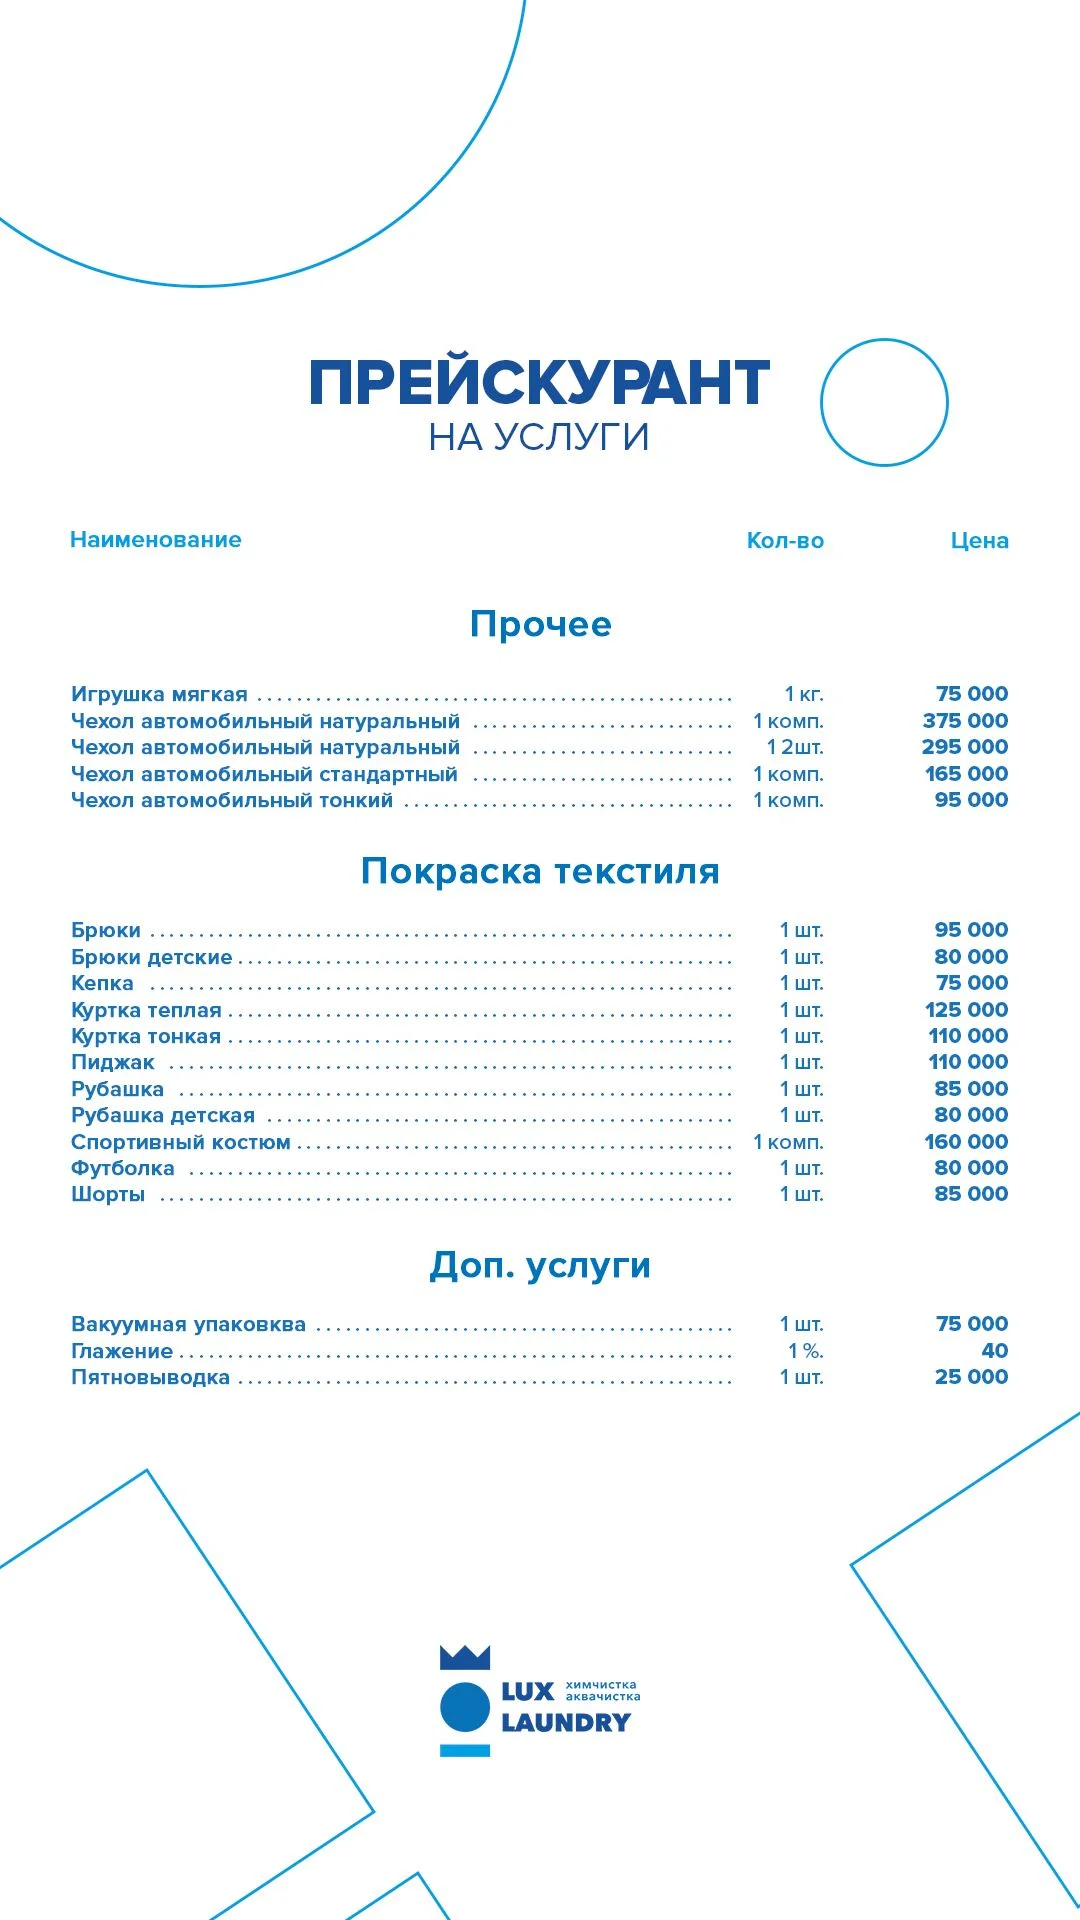 ПРЕЙСКУРАНТ
НА УСЛУГИ
Наименование Кол-во Цена
Прочее
Игрушка мягкая 1 кг. 75 000
Чехол автомобильный натуральный 1 комп. 375 000
Чехол автомобильный натуральный 1 2шт. 295 000
Чехол автомобильный стандартный 1 комп. 165 000
Чехол автомобильный тонкий 1 комп. 95 000
Покраска текстиля
Брюки 1 шт. 95 000
Брюки детские 1 шт. 80 000
Кепка 1 шт. 75 000
Куртка теплая 1 шт. 125 000
Куртка тонкая 1 шт. 110 000
Пиджак 1 шт. 110 000
Рубашка 1 шт. 85 000
Рубашка детская 1 шт. 80 000
Спортивный костюм 1 комп. 160 000
Футболка 1 шт. 80 000
Шорты 1 шт. 85 000
Доп. услуги
Вакуумная упаковква 1 шт. 75 000
Глажение 1 %. 40
Пятновыводка 1 шт. 25 000
LUX химчистка
аквачистка
LAUNDRY